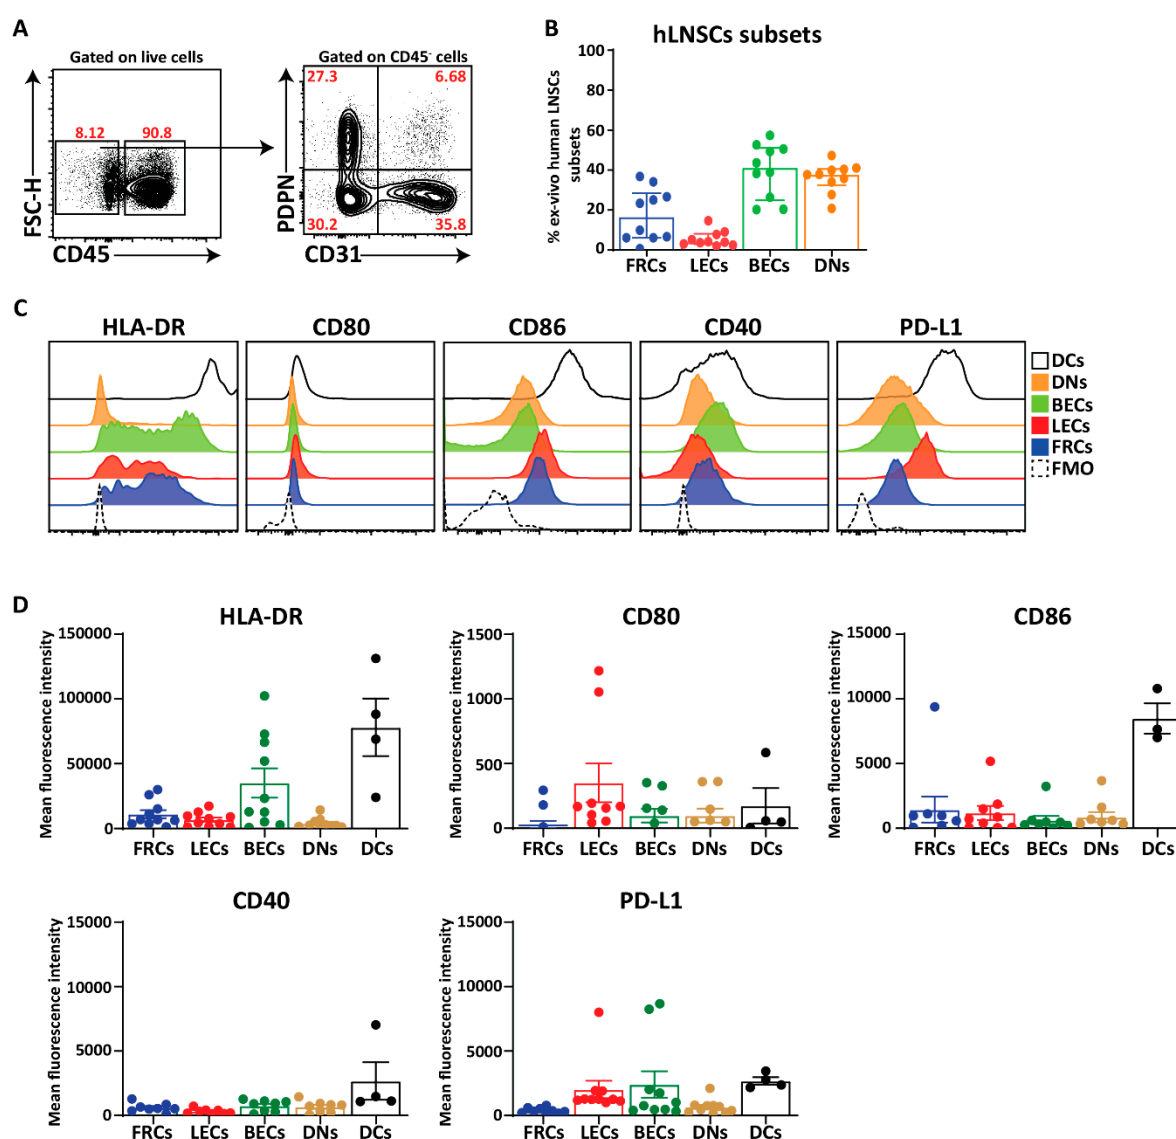 A
Gated on live cells
8.12
90.8
FSC-H
CD45
Gated on CD45- cells
27.3
6.68
30.2
35.8
PDPN
CD31
B
hLNSCs subsets
% ex-vivo human LNSCs
subsets
100
80
60
40
20
0
FRCs LECs BECs DNs
C
HLA-DR
CD80
CD86
CD40
PD-L1
DCs
DNs
BECs
LECs
FRCs
FMO
D
HLA-DR
Mean fluorescence intensity
150000
100000
50000
0
FRCs LECs BECs DNs DCs
CD80
Mean fluorescence intensity
1500
1000
500
0
FRCs LECs BECs DNs DCs
CD86
Mean fluorescence intensity
15000
10000
5000
0
FRCs LECs BECs DNs DCs
CD40
Mean fluorescence intensity
15000
10000
5000
0
FRCs LECs BECs DNs DCs
PD-L1
Mean fluorescence intensity
15000
10000
5000
0
FRCs LECs BECs DNs DCs